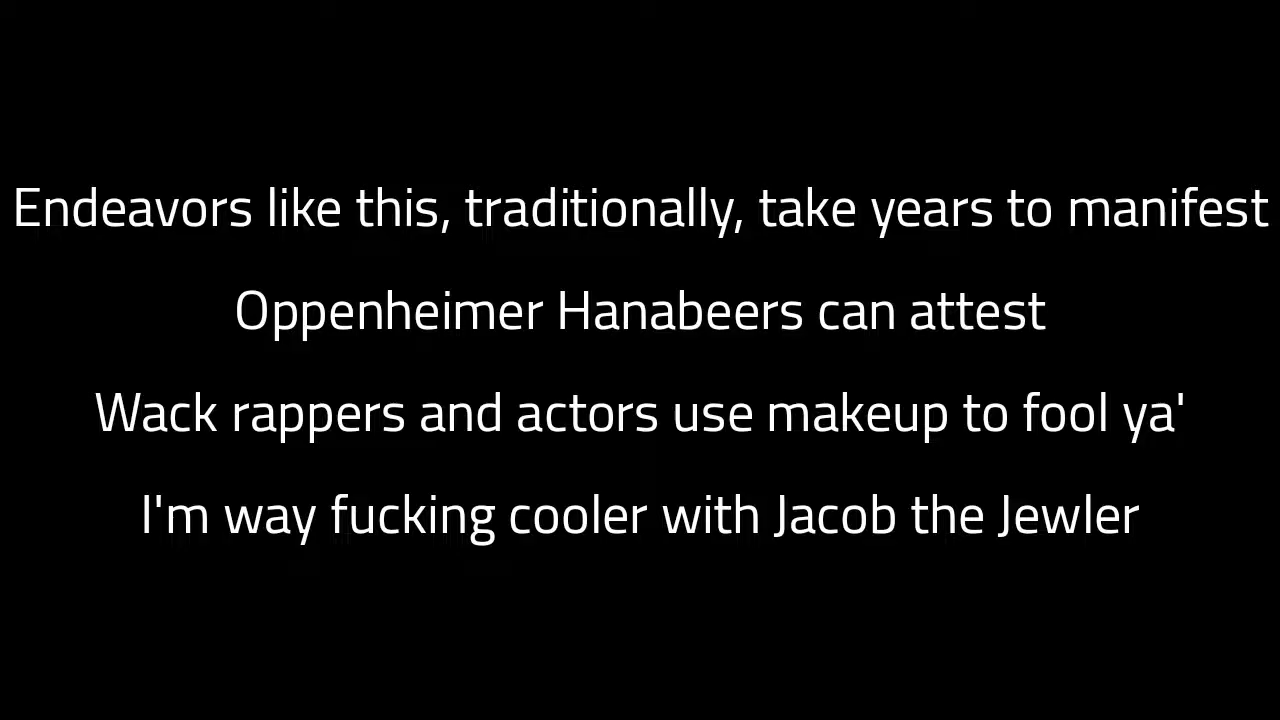 Endeavors like this, traditionally, take years to manifest
Oppenheimer Hanabeers can attest
Wack rappers and actors use makeup to fool ya'
I'm way fucking cooler with Jacob the Jewler